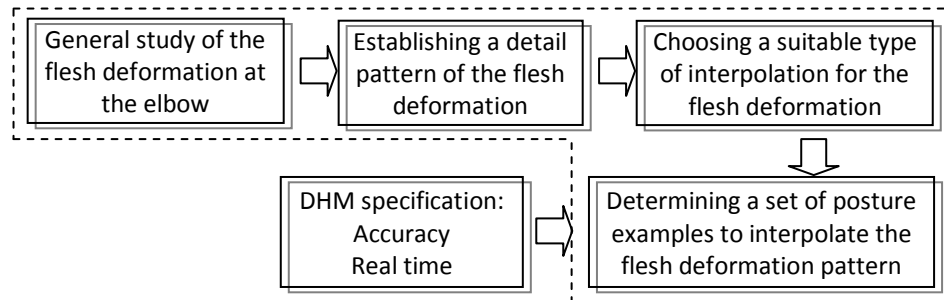 General study of the
flesh deformation at
the elbow
Establishing a detail
pattern of the flesh
deformation
Choosing a suitable type
of interpolation for the
flesh deformation
DHM specification:
Accuracy
Real time
Determining a set of posture
examples to interpolate the
flesh deformation pattern